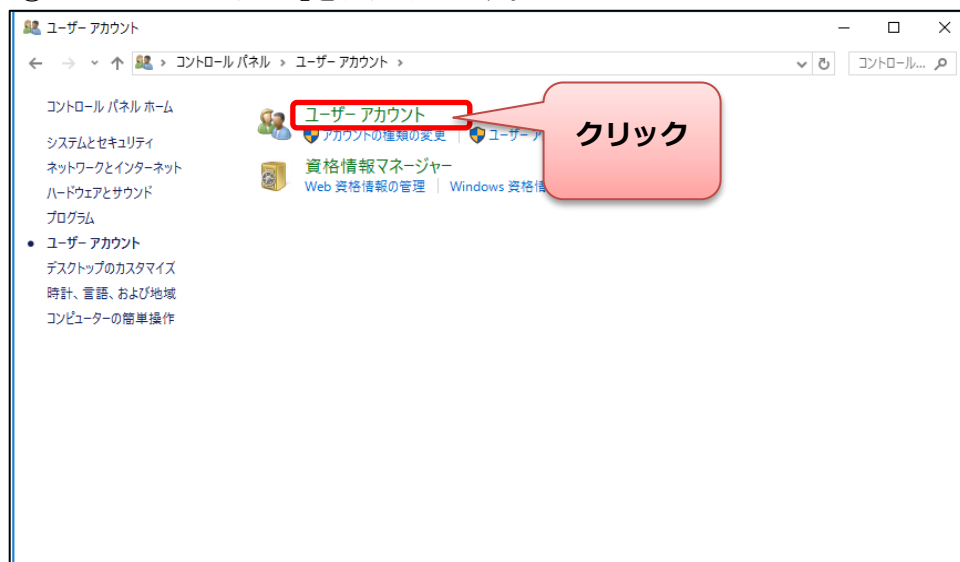 ユーザー アカウント
コントロール パネル › ユーザー アカウント ›
コントロール...
コントロール パネル ホーム
システムとセキュリティ
ネットワークとインターネット
ハードウェアとサウンド
プログラム
• ユーザー アカウント
デスクトップのカスタマイズ
時計、言語、および地域
コンピューターの簡単操作
ユーザー アカウント
アカウントの種類の変更
資格情報マネージャー
Web 資格情報の管理 Windows
クリック